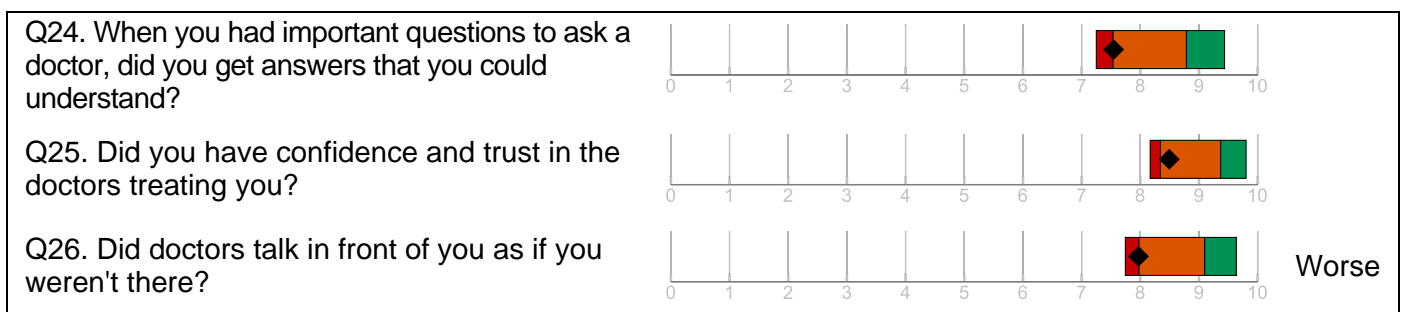 Q24. When you had important questions to ask a
doctor, did you get answers that you could
understand?
0 1 2 3 4 5 6 7 8 9 10
Q25. Did you have confidence and trust in the
doctors treating you?
0 1 2 3 4 5 6 7 8 9 10
Q26. Did doctors talk in front of you as if you
weren't there?
Worse
0 1 2 3 4 5 6 7 8 9 10